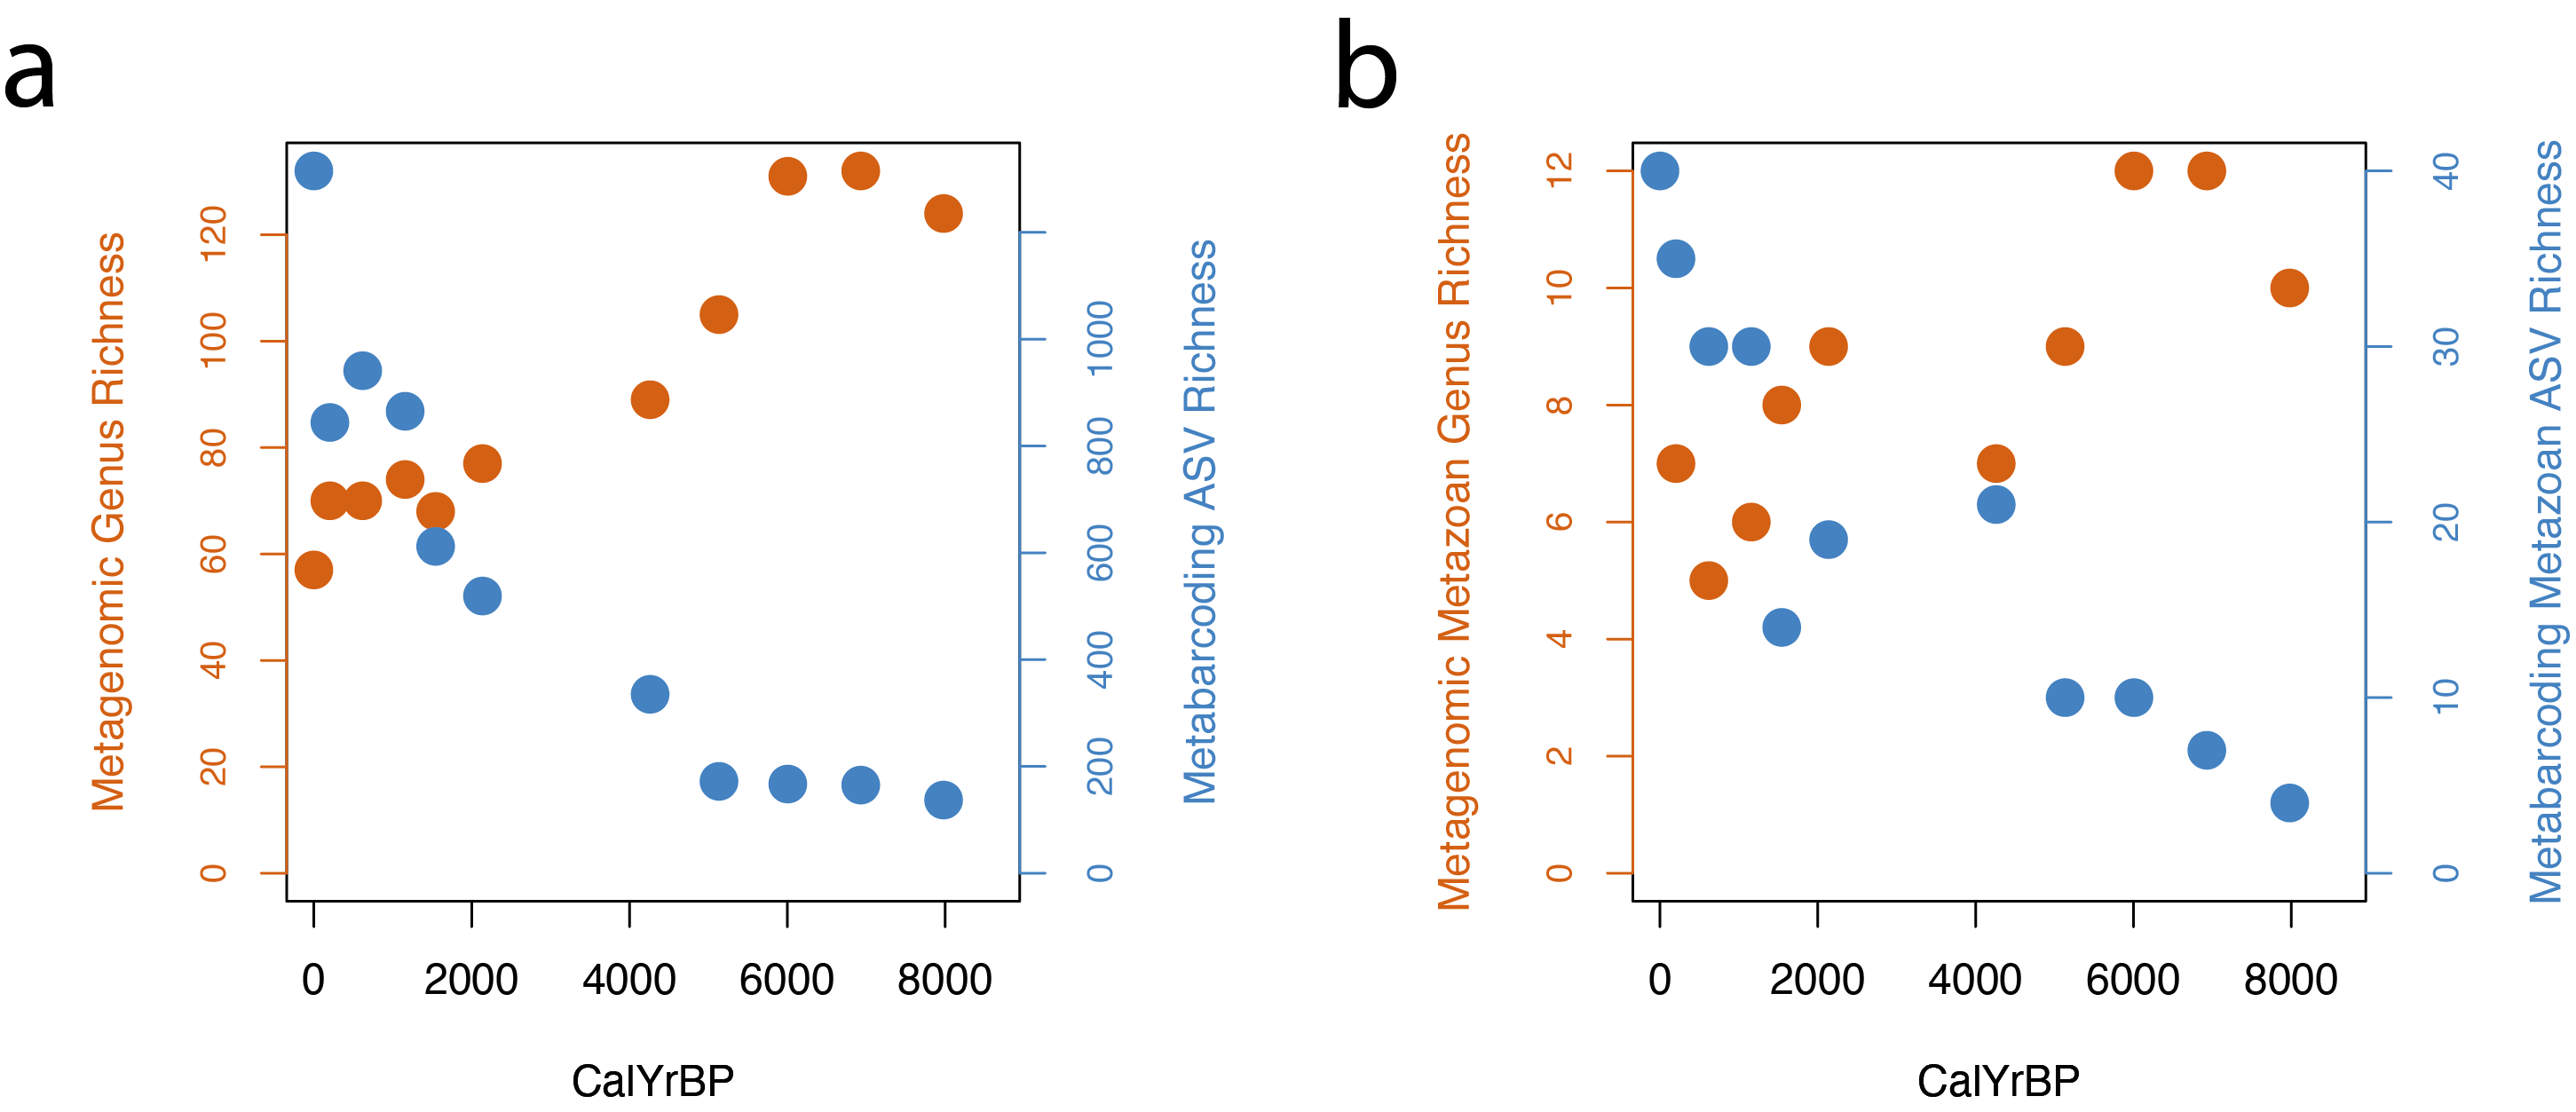 a
Metagenomic Genus Richness
0 20 40 60 80 100 120
0 200 400 600 800 1000
Metabarcoding ASV Richness
0 2000 4000 6000 8000
CalYrBP
b
Metagenomic Metazoan Genus Richness
0 2 4 6 8 10 12
0 10 20 30 40
Metabarcoding Metazoan ASV Richness
0 2000 4000 6000 8000
CalYrBP